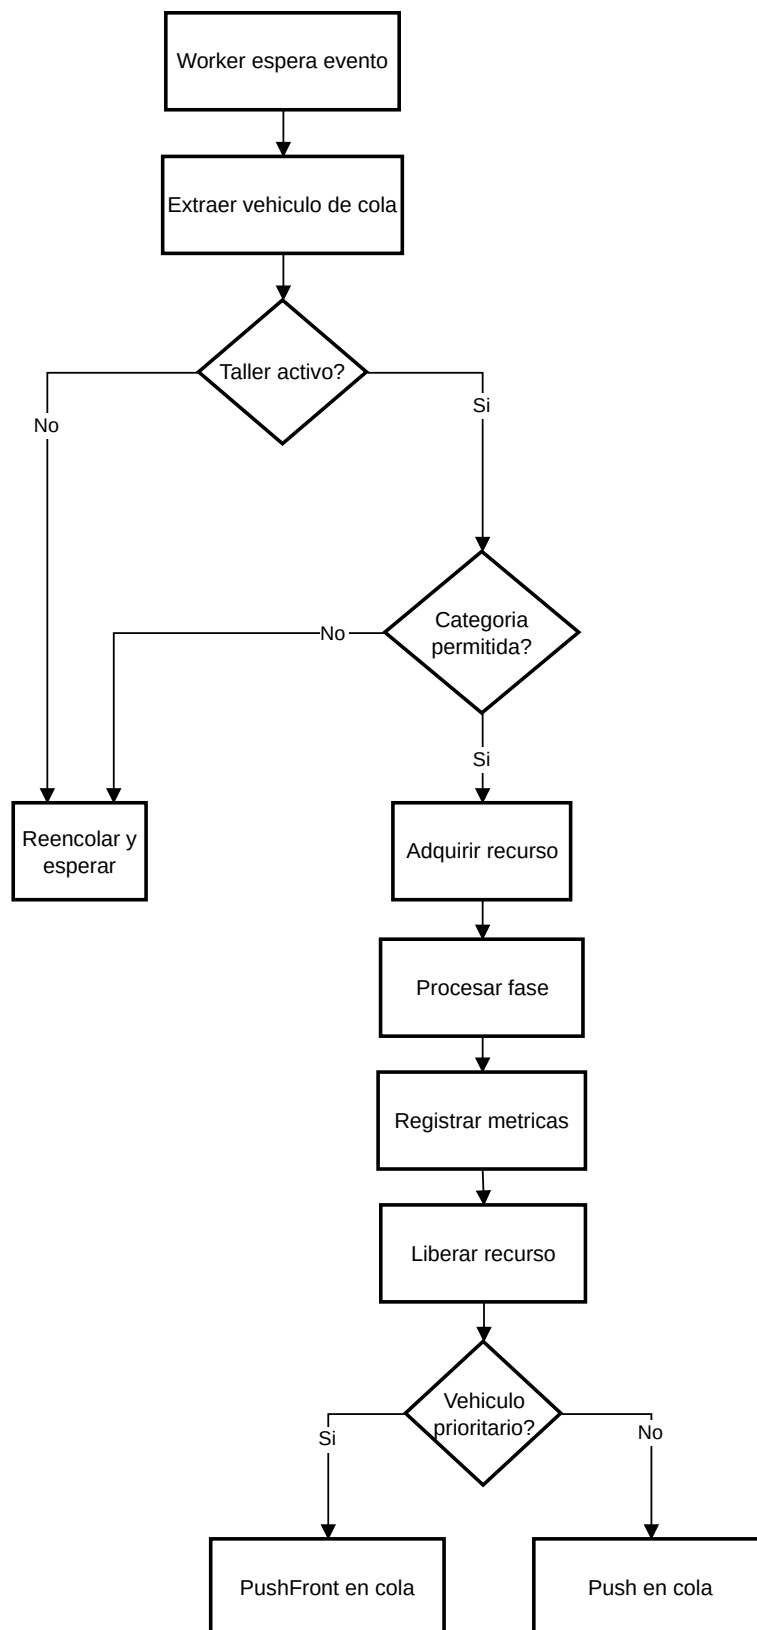 Worker espera evento
Extraer vehiculo de cola
Taller activo?
No
Si
Categoria
permitida?
No
Si
Reencolar y
esperar
Adquirir recurso
Procesar fase
Registrar metricas
Liberar recurso
Vehiculo
prioritario?
Si
No
PushFront en cola
Push en cola